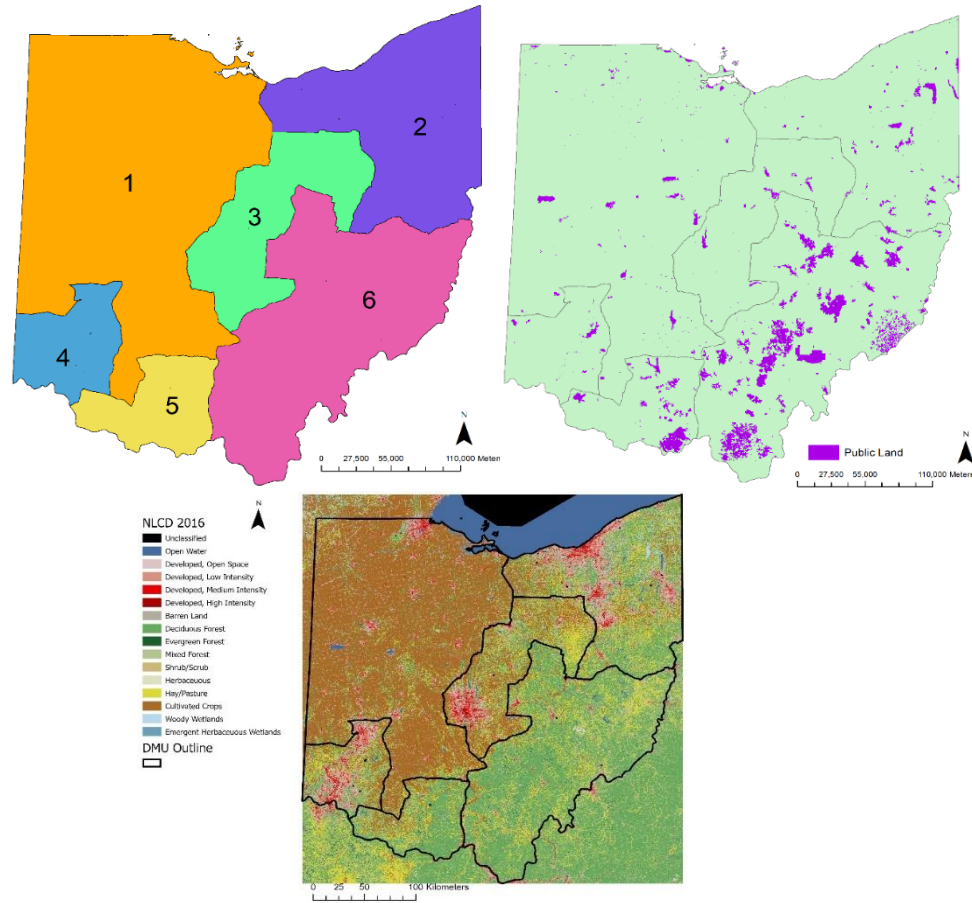 1
2
3
4
5
6
N
0 27,500 55,000 110,000 Meters
Public Land
N
0 27,500 55,000 110,000 Meters
N
NLCD 2016
Unclassified
Open Water
Developed, Open Space
Developed, Low Intensity
Developed, Medium Intensity
Developed, High Intensity
Barren Land
Deciduous Forest
Evergreen Forest
Mixed Forest
Shrub/Scrub
Herbaceuous
Hay/Pasture
Cultivated Crops
Woody Wetlands
Emergent Herbaceuous Wetlands
DMU Outline
0 25 50 100 Kilometers